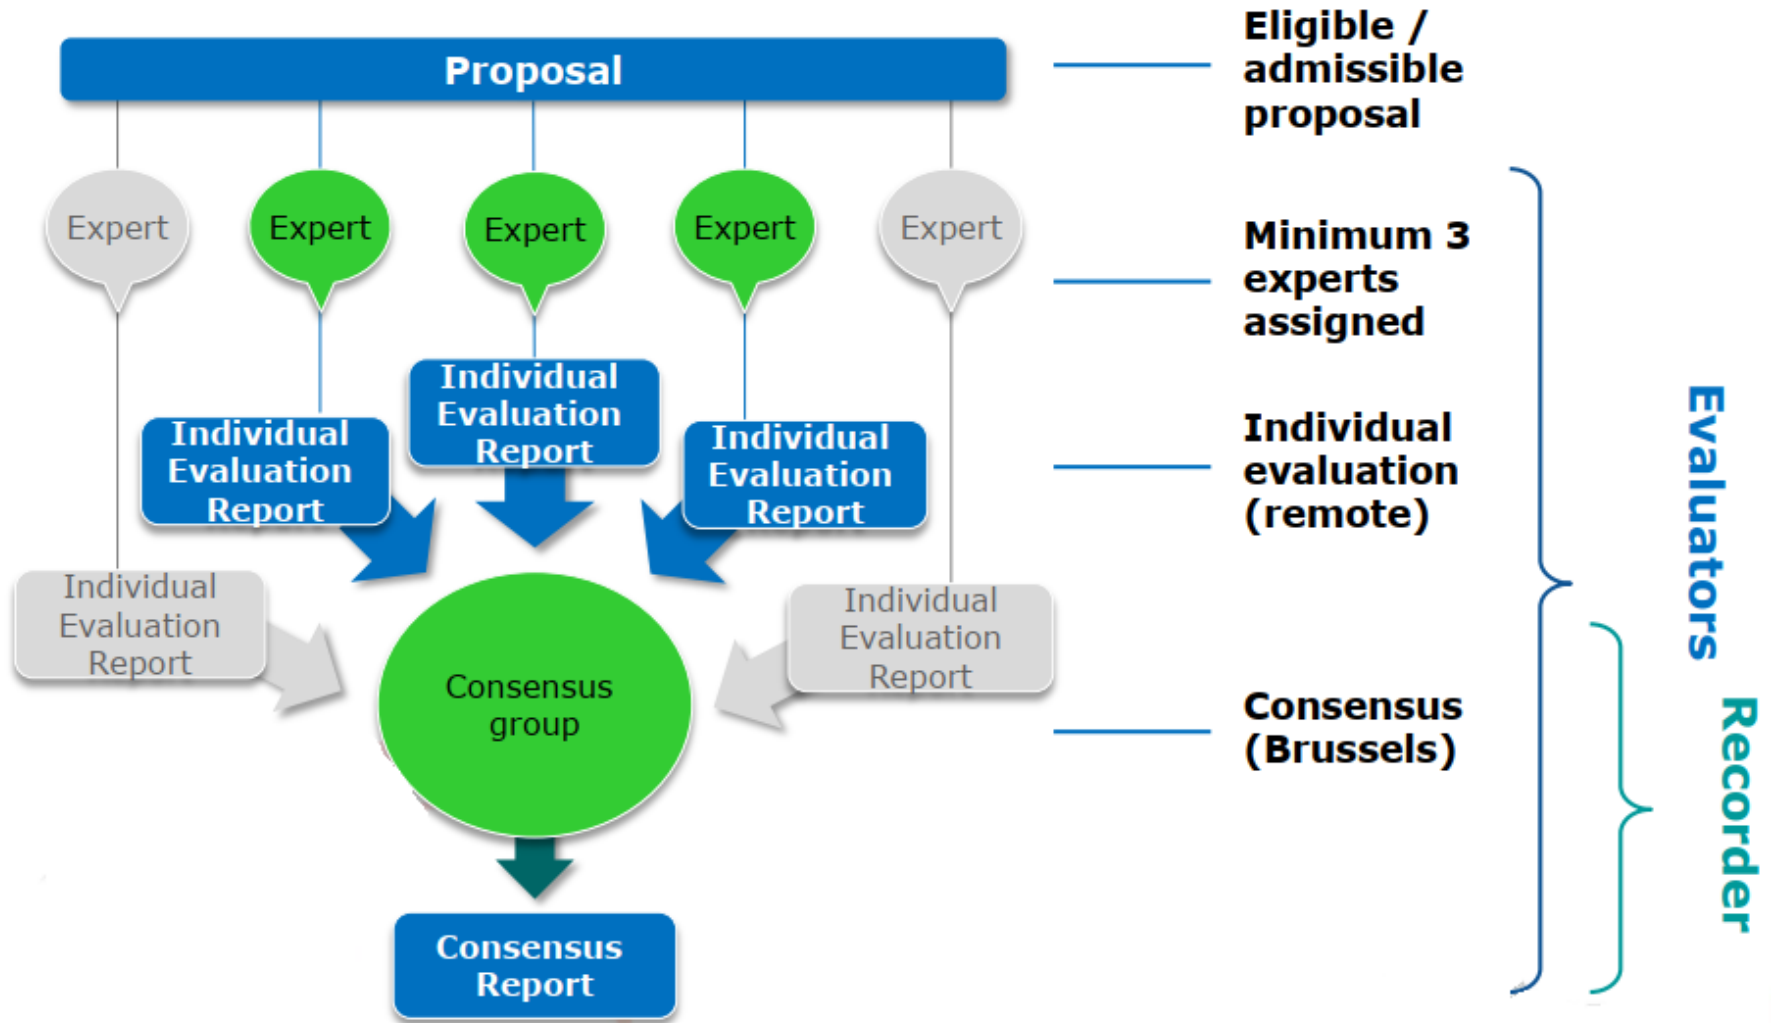 Proposal
Eligible /
admissible
proposal
Expert
Expert
Expert
Expert
Expert
Minimum 3
experts
assigned
Individual
Evaluation
Report
Individual
Evaluation
Report
Individual
Evaluation
Report
Individual
evaluation
(remote)
Individual
Evaluation
Report
Individual
Evaluation
Report
Consensus
group
Consensus
(Brussels)
Consensus
Report
Evaluators
Recorder